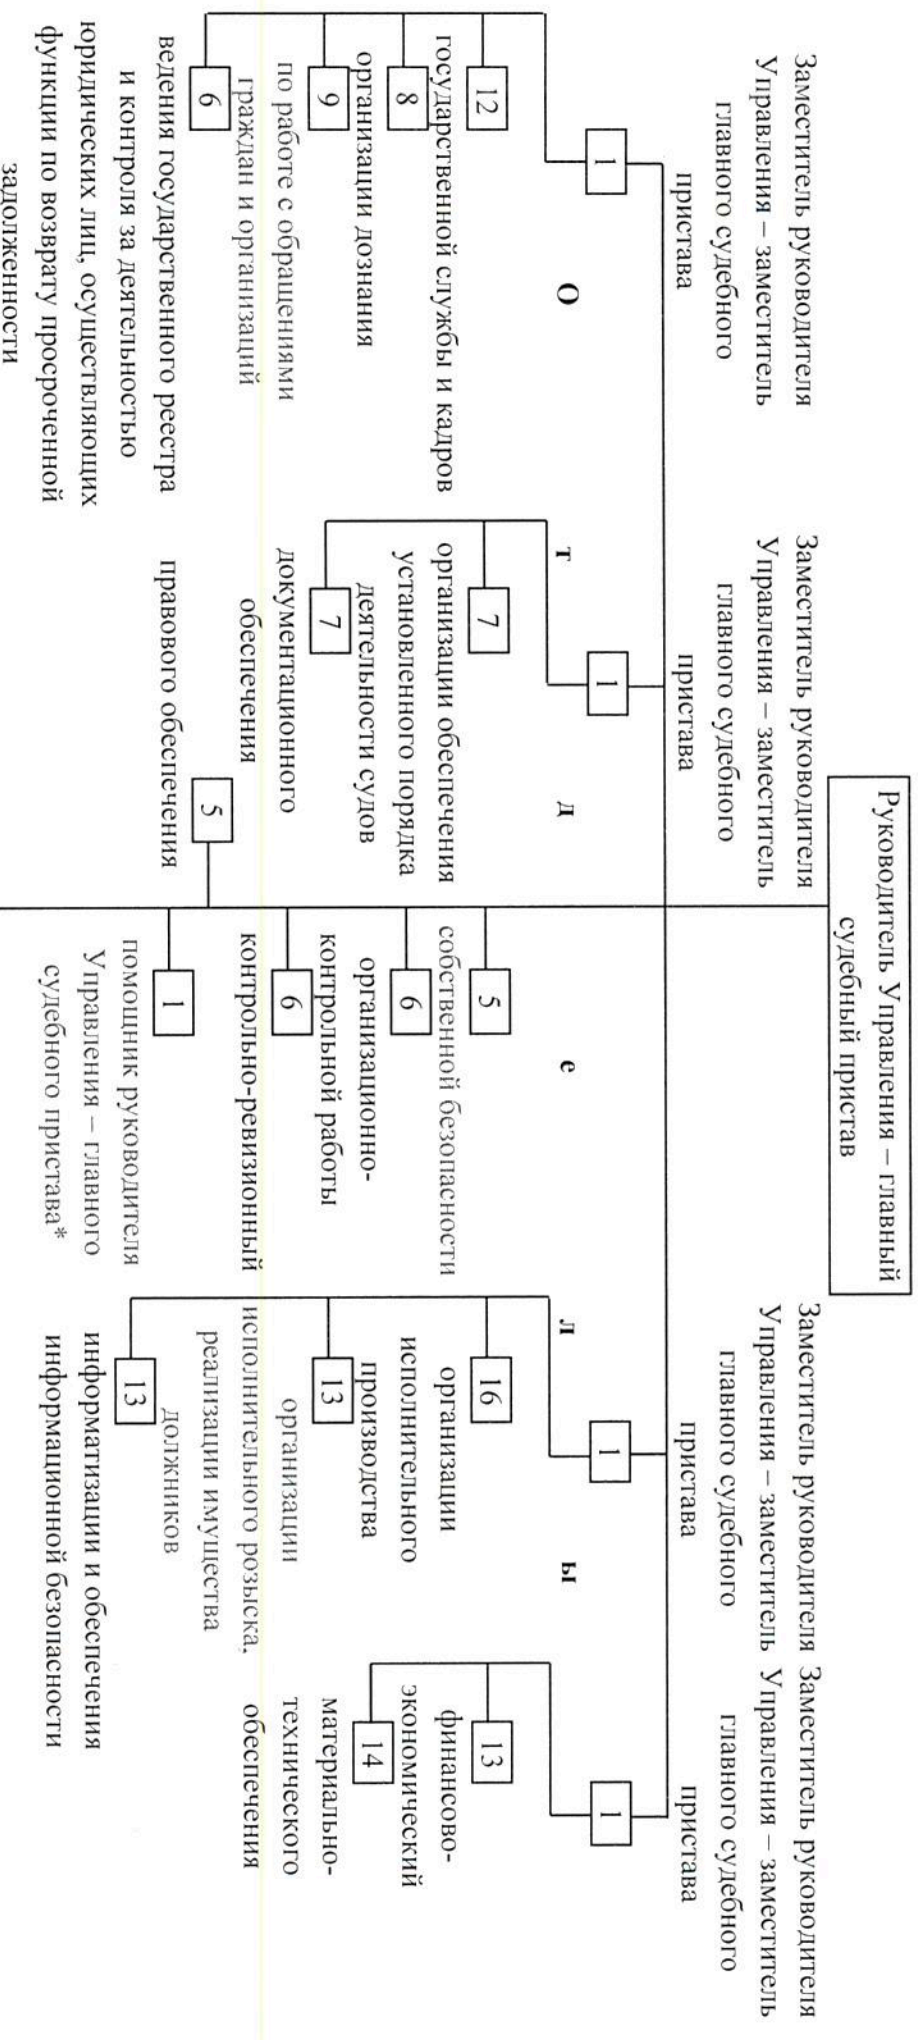 Руководитель Управления – главный
судебный пристав
Заместитель руководителя
Управления – заместитель
главного судебного
пристава
Заместитель руководителя
Управления – заместитель
главного судебного
пристава
Заместитель руководителя
Управления – заместитель
главного судебного
пристава
Заместитель руководителя
Управления – заместитель
главного судебного
пристава
1
1
1
1
О т д е л ы
12
государственной службы и кадров
8
организации дознания
9
по работе с обращениями
граждан и организаций
6
ведения государственного реестра
и контроля за деятельностью
юридических лиц, осуществляющих
функции по возврату просроченной
задолженности
7
организации обеспечения
установленного порядка
деятельности судов
7
документационного
обеспечения
5
правового обеспечения
5
собственной безопасности
6
организационно-
контрольной работы
6
контрольно-ревизионный
1
помощник руководителя
Управления – главного
судебного пристава*
16
организации
исполнительного
производства
13
организации
исполнительного розыска,
реализации имущества
должников
13
информатизации и обеспечения
информационной безопасности
13
финансово-
экономический
14
материально-
технического
обеспечения